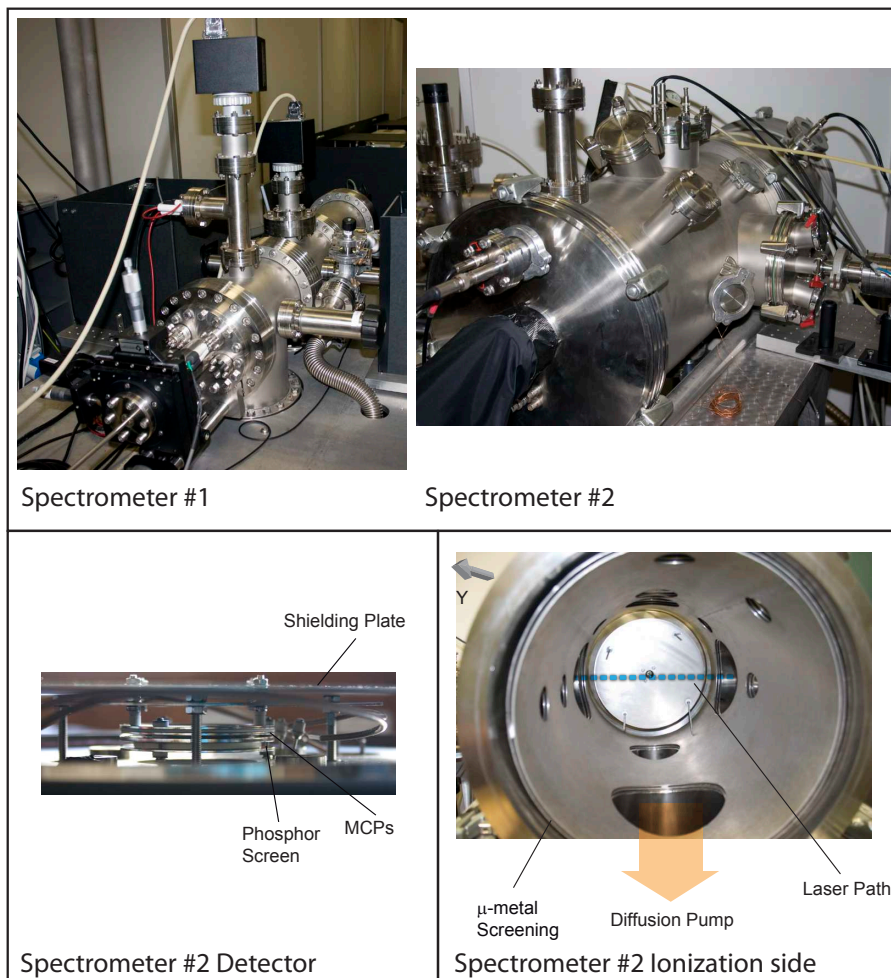 Spectrometer #1
Spectrometer #2
Shielding Plate
Phosphor
Screen
MCPs
Spectrometer #2 Detector
Y
Laser Path
μ-metal
Screening
Diffusion Pump
Spectrometer #2 Ionization side